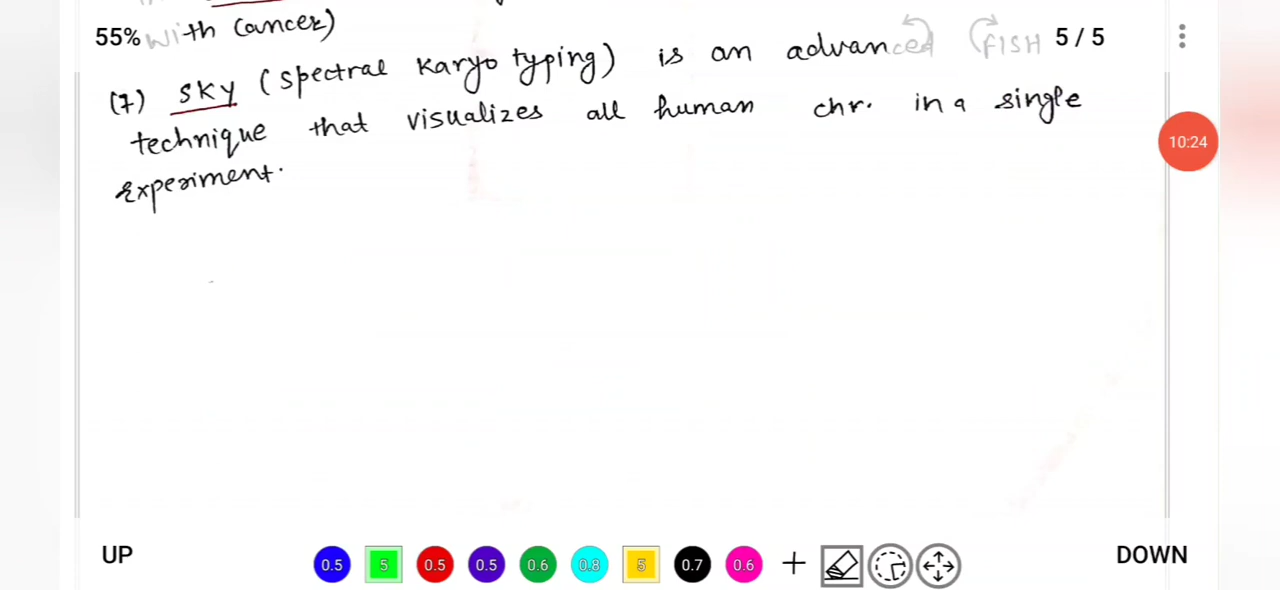 with Cancer)
55%
(7) SKY (spectral Karyo typing) is an advanced FISH
5 / 5
technique that visualizes all human chr. in a single
experiment.
10:24
UP
0.5 5 0.5 0.5 0.6 0.8 5 0.7 0.6
DOWN